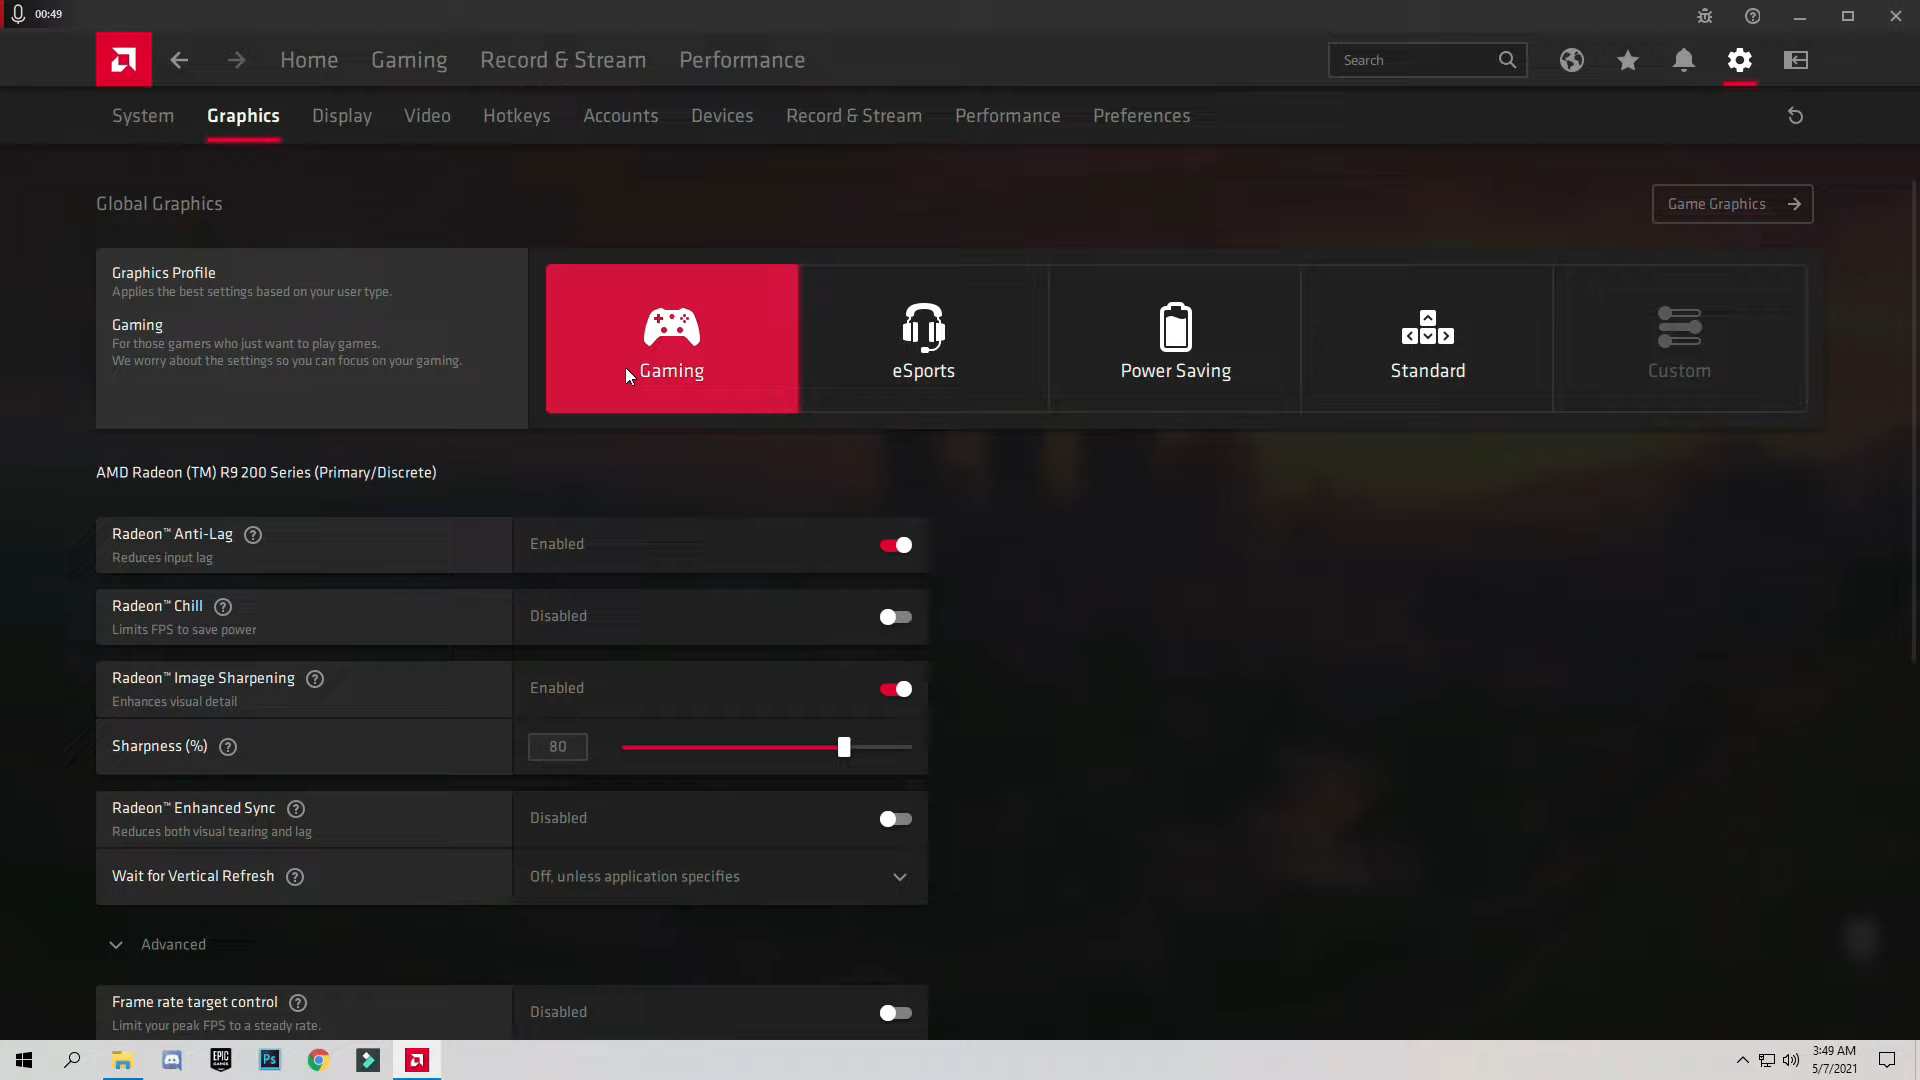 00:49
Home
Gaming
Record & Stream
Performance
Search
System
Graphics
Display
Video
Hotkeys
Accounts
Devices
Record & Stream
Performance
Preferences
Global Graphics
Game Graphics
Graphics Profile
Applies the best settings based on your user type.
Gaming
For those gamers who just want to play games.
We worry about the settings so you can focus on your gaming.
Gaming
eSports
Power Saving
Standard
Custom
AMD Radeon (TM) R9 200 Series (Primary/Discrete)
Radeon™ Anti-Lag
Reduces input lag
Enabled
Radeon™ Chill
Limits FPS to save power
Disabled
Radeon™ Image Sharpening
Enhances visual detail
Enabled
Sharpness (%)
80
Radeon™ Enhanced Sync
Reduces both visual tearing and lag
Disabled
Wait for Vertical Refresh
Off, unless application specifies
Advanced
Frame rate target control
Limit your peak FPS to a steady rate.
Disabled
EPIC
GAMES
Ps
3:49 AM
5/7/2021